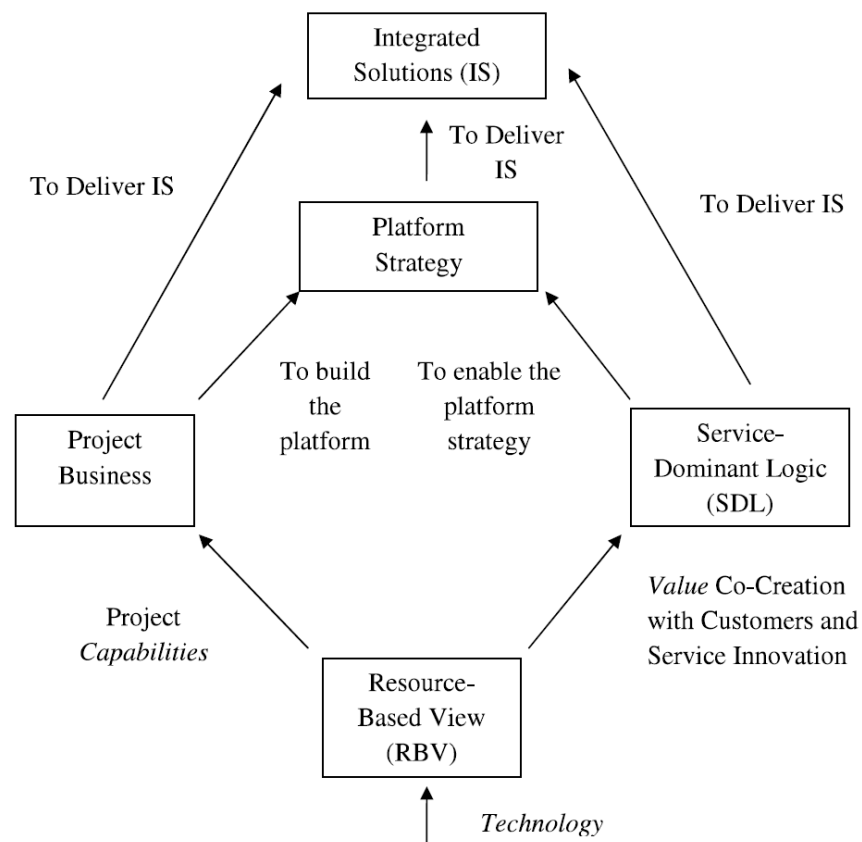 Integrated
Solutions (IS)
To Deliver
IS
To Deliver IS
To Deliver IS
Platform
Strategy
To build
the
platform
To enable the
platform
strategy
Project
Business
Service-
Dominant Logic
(SDL)
Project
Capabilities
Value Co-Creation
with Customers and
Service Innovation
Resource-
Based View
(RBV)
Technology